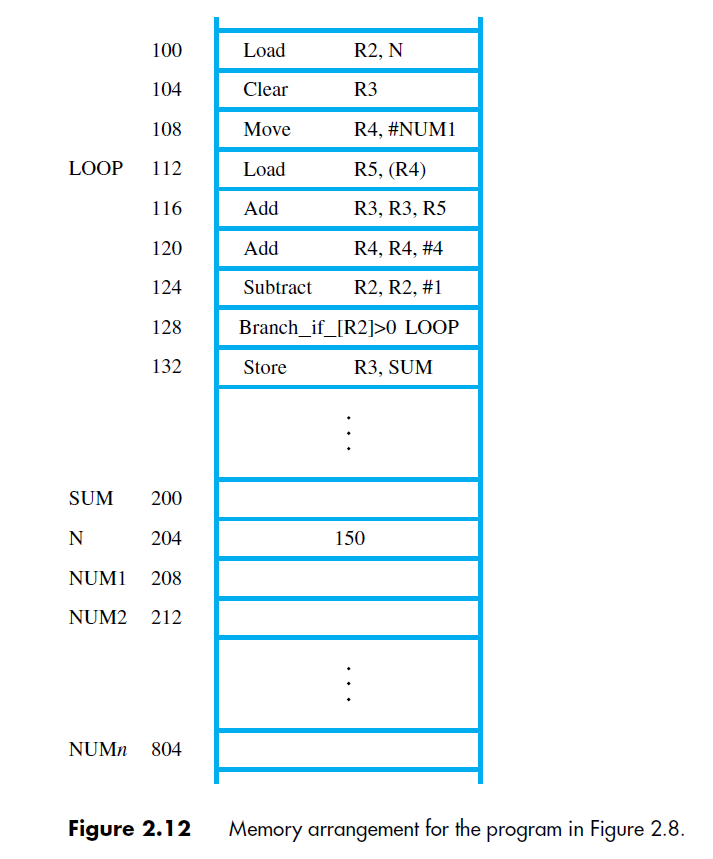 100 Load R2, N
104 Clear R3
108 Move R4, #NUM1
LOOP 112 Load R5, (R4)
116 Add R3, R3, R5
120 Add R4, R4, #4
124 Subtract R2, R2, #1
128 Branch_if_[R2]>0 LOOP
132 Store R3, SUM
SUM 200
N 204 150
NUM1 208
NUM2 212
NUMn 804
Figure 2.12 Memory arrangement for the program in Figure 2.8.